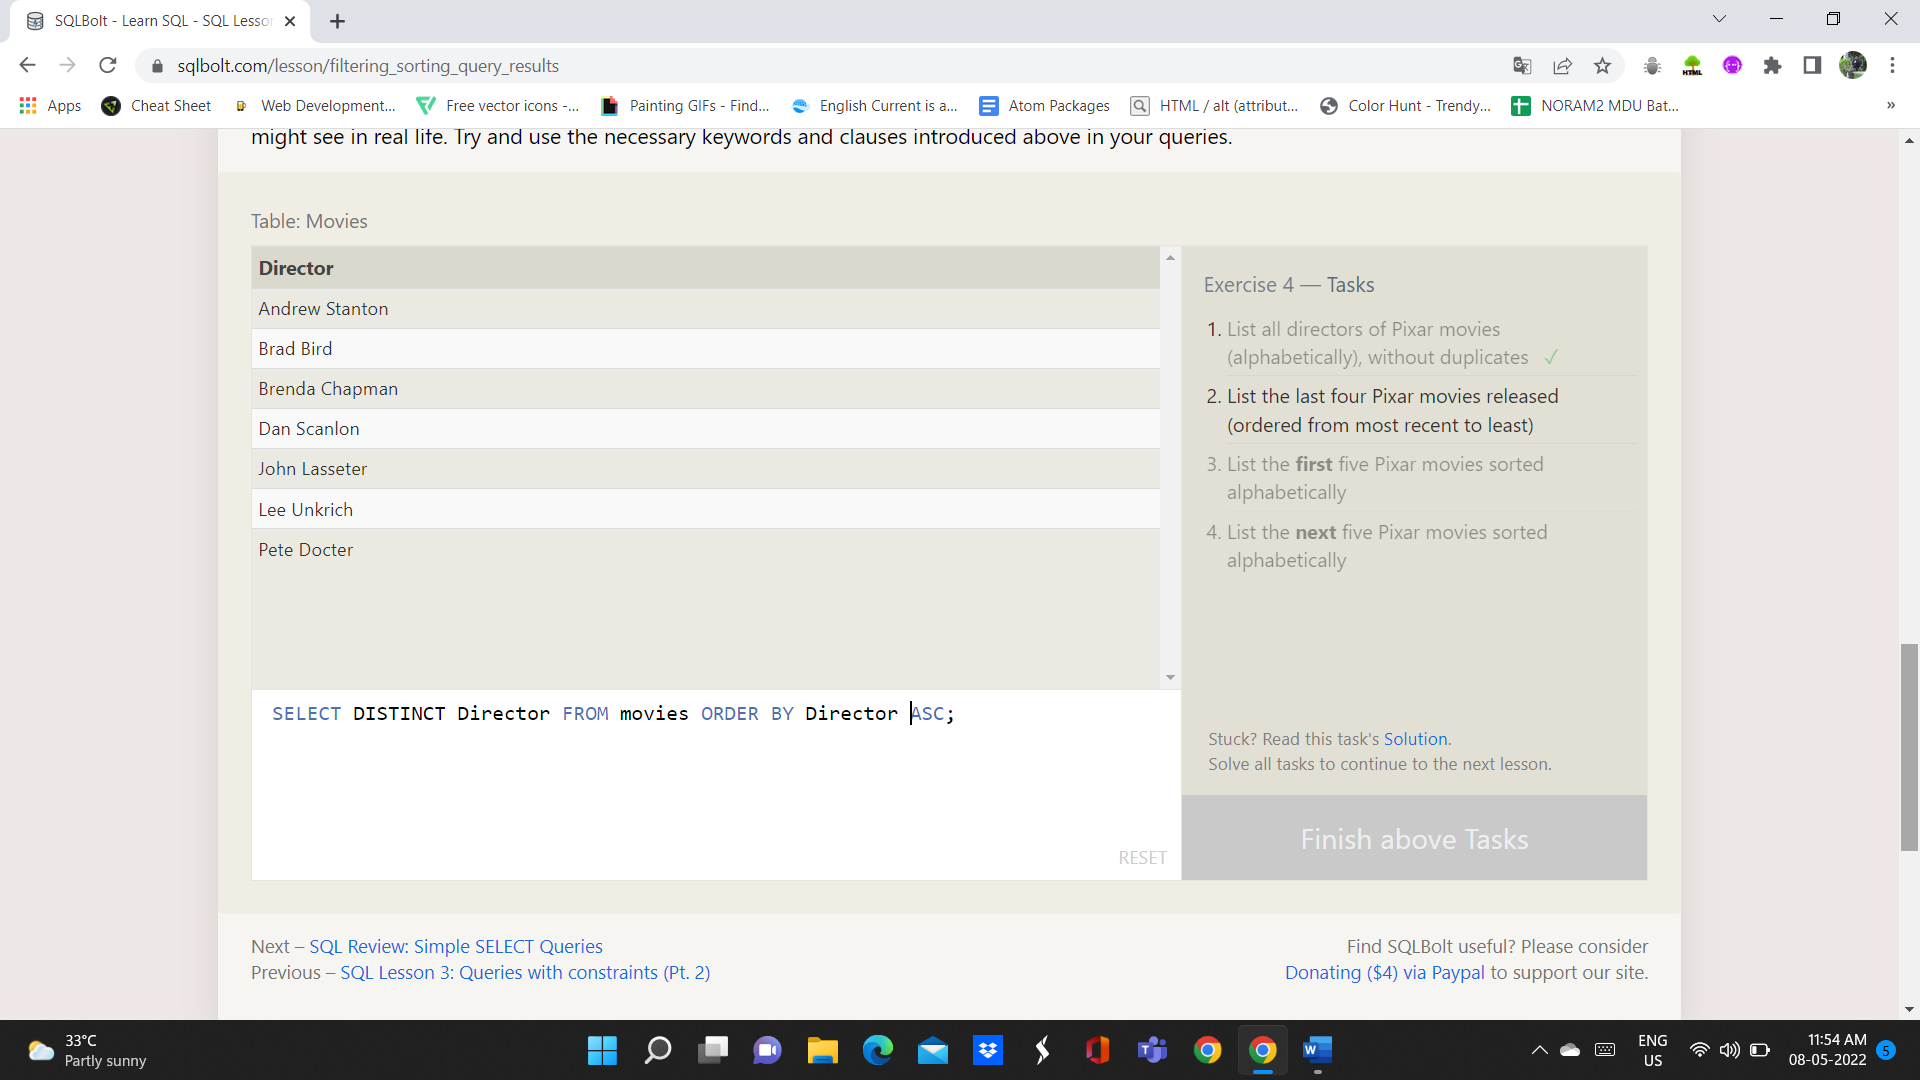 SQLBolt - Learn SQL - SQL Lesso
sqlbolt.com/lesson/filtering_sorting_query_results
Apps
Cheat Sheet
Web Development...
Free vector icons -...
Painting GIFs - Find...
English Current is a...
Atom Packages
HTML / alt (attribut...
Color Hunt - Trendy...
NORAM2 MDU Bat...
»
might see in real life. Try and use the necessary keywords and clauses introduced above in your queries.
Table: Movies
Director
Andrew Stanton
Brad Bird
Brenda Chapman
Dan Scanlon
John Lasseter
Lee Unkrich
Pete Docter
SELECT DISTINCT Director FROM movies ORDER BY Director ASC;
RESET
Exercise 4 — Tasks
1. List all directors of Pixar movies
(alphabetically), without duplicates ✓
2. List the last four Pixar movies released
(ordered from most recent to least)
3. List the first five Pixar movies sorted
alphabetically
4. List the next five Pixar movies sorted
alphabetically
Stuck? Read this task's Solution.
Solve all tasks to continue to the next lesson.
Finish above Tasks
Next – SQL Review: Simple SELECT Queries
Previous – SQL Lesson 3: Queries with constraints (Pt. 2)
Find SQLBolt useful? Please consider
Donating ($4) via Paypal to support our site.
33°C
Partly sunny
ENG
US
11:54 AM
08-05-2022
5